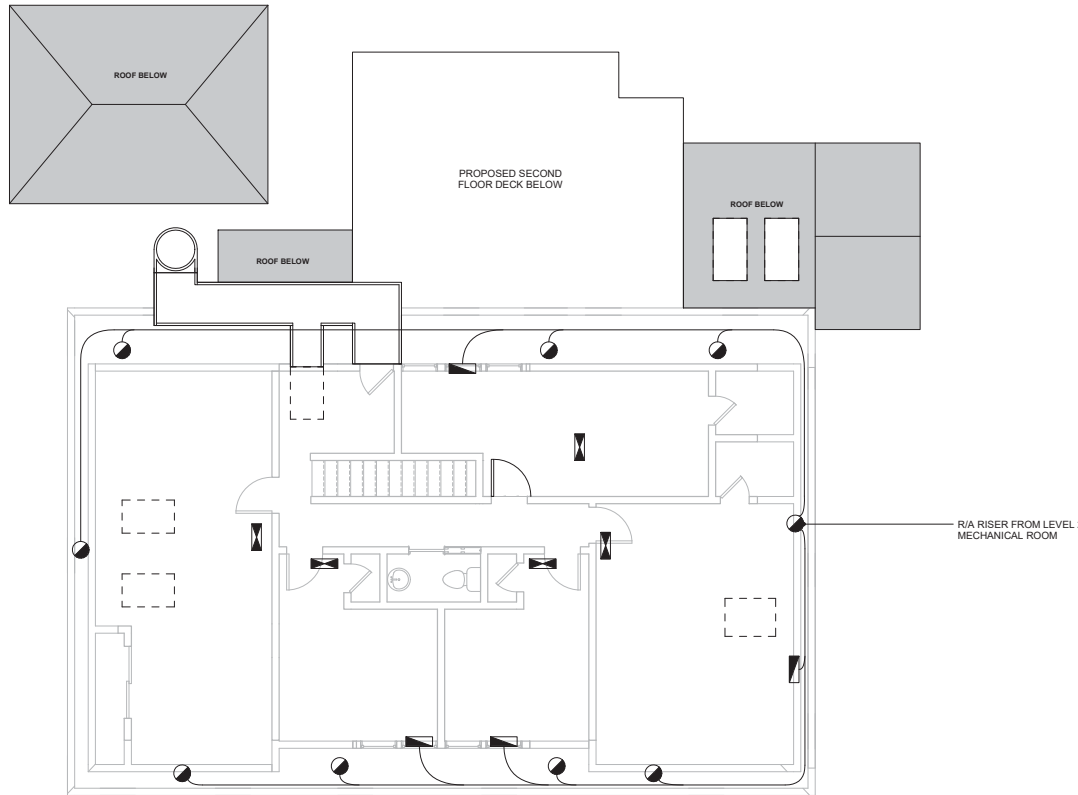 ROOF BELOW
PROPOSED SECOND
FLOOR DECK BELOW
ROOF BELOW
ROOF BELOW
R/A RISER FROM LEVEL
MECHANICAL ROOM